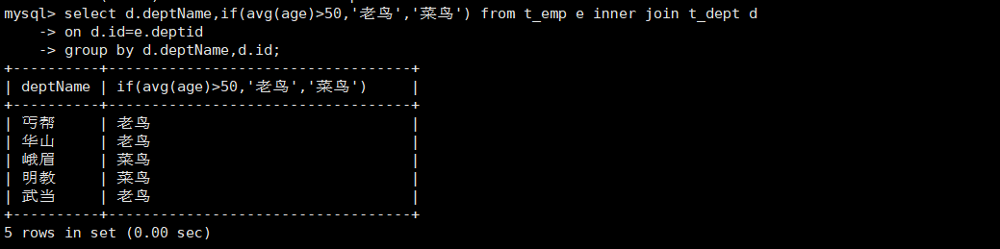 mysql> select d.deptName,if(avg(age)>50,'老鸟','菜鸟') from t_emp e inner join t_dept d
    -> on d.id=e.deptid
    -> group by d.deptName,d.id;
+----------+-----------------------------------+
| deptName | if(avg(age)>50,'老鸟','菜鸟')     |
+----------+-----------------------------------+
| 丐帮     | 老鸟                              |
| 华山     | 老鸟                              |
| 峨眉     | 菜鸟                              |
| 明教     | 菜鸟                              |
| 武当     | 老鸟                              |
+----------+-----------------------------------+
5 rows in set (0.00 sec)